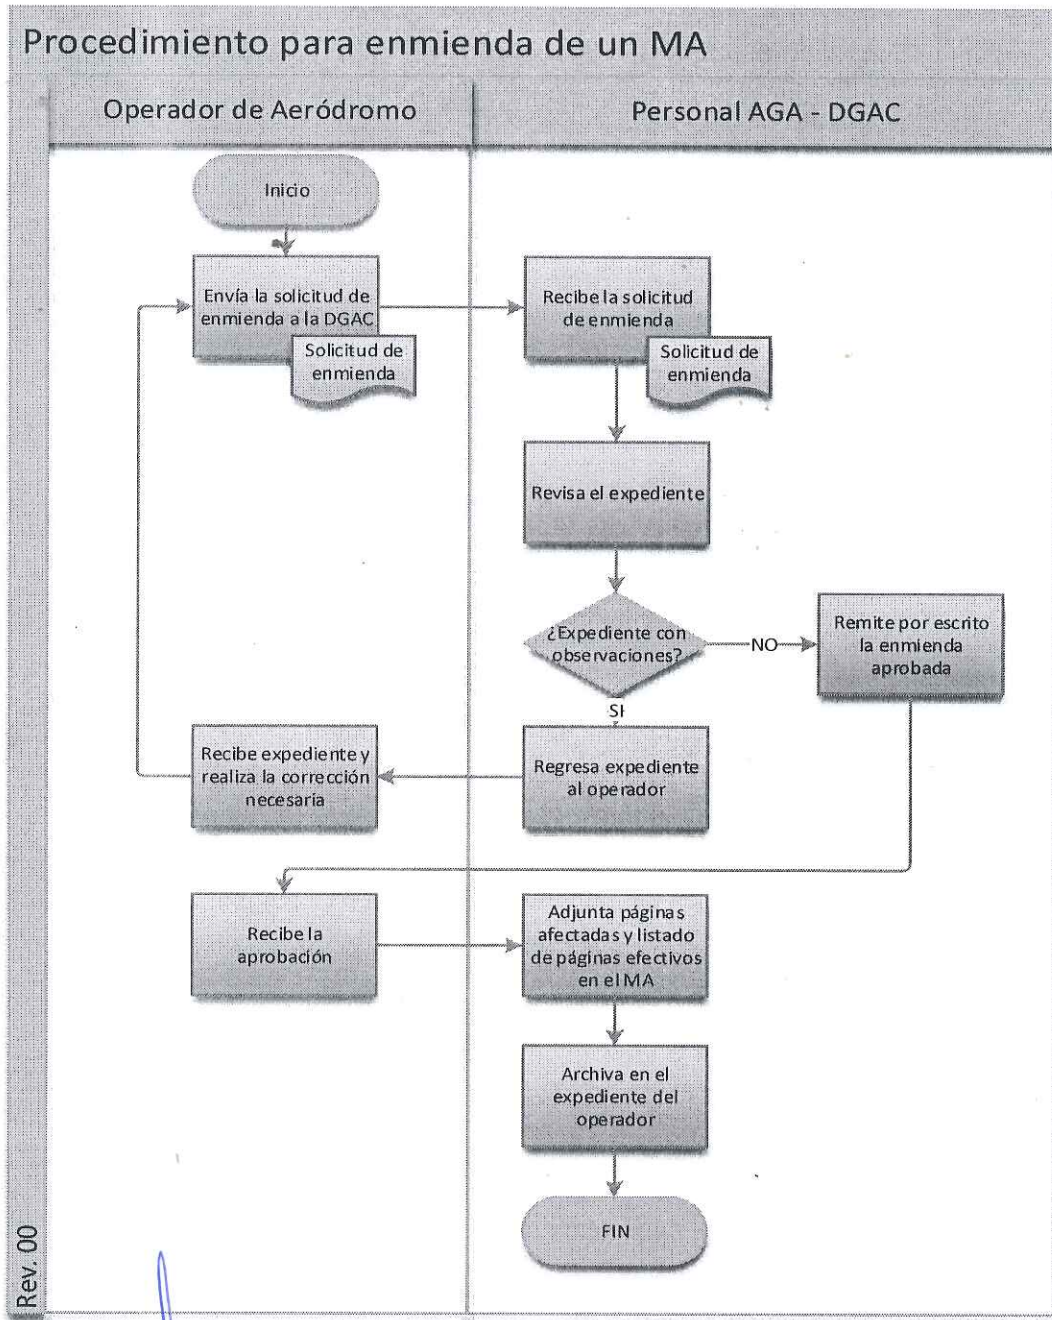 Procedimiento para enmienda de un MA
Operador de Aeródromo
Personal AGA - DGAC
Inicio
Envía la solicitud de
enmienda a la DGAC
Solicitud de
enmienda
Recibe la solicitud
de enmienda
Solicitud de
enmienda
Revisa el expediente
¿Expediente con
observaciones?
NO
Remite por escrito
la enmienda
aprobada
SI
Regresa expediente
al operador
Recibe expediente y
realiza la corrección
necesaria
Recibe la
aprobación
Adjunta páginas
afectadas y listado
de páginas efectivos
en el MA
Archiva en el
expediente del
operador
FIN
Rev. 00